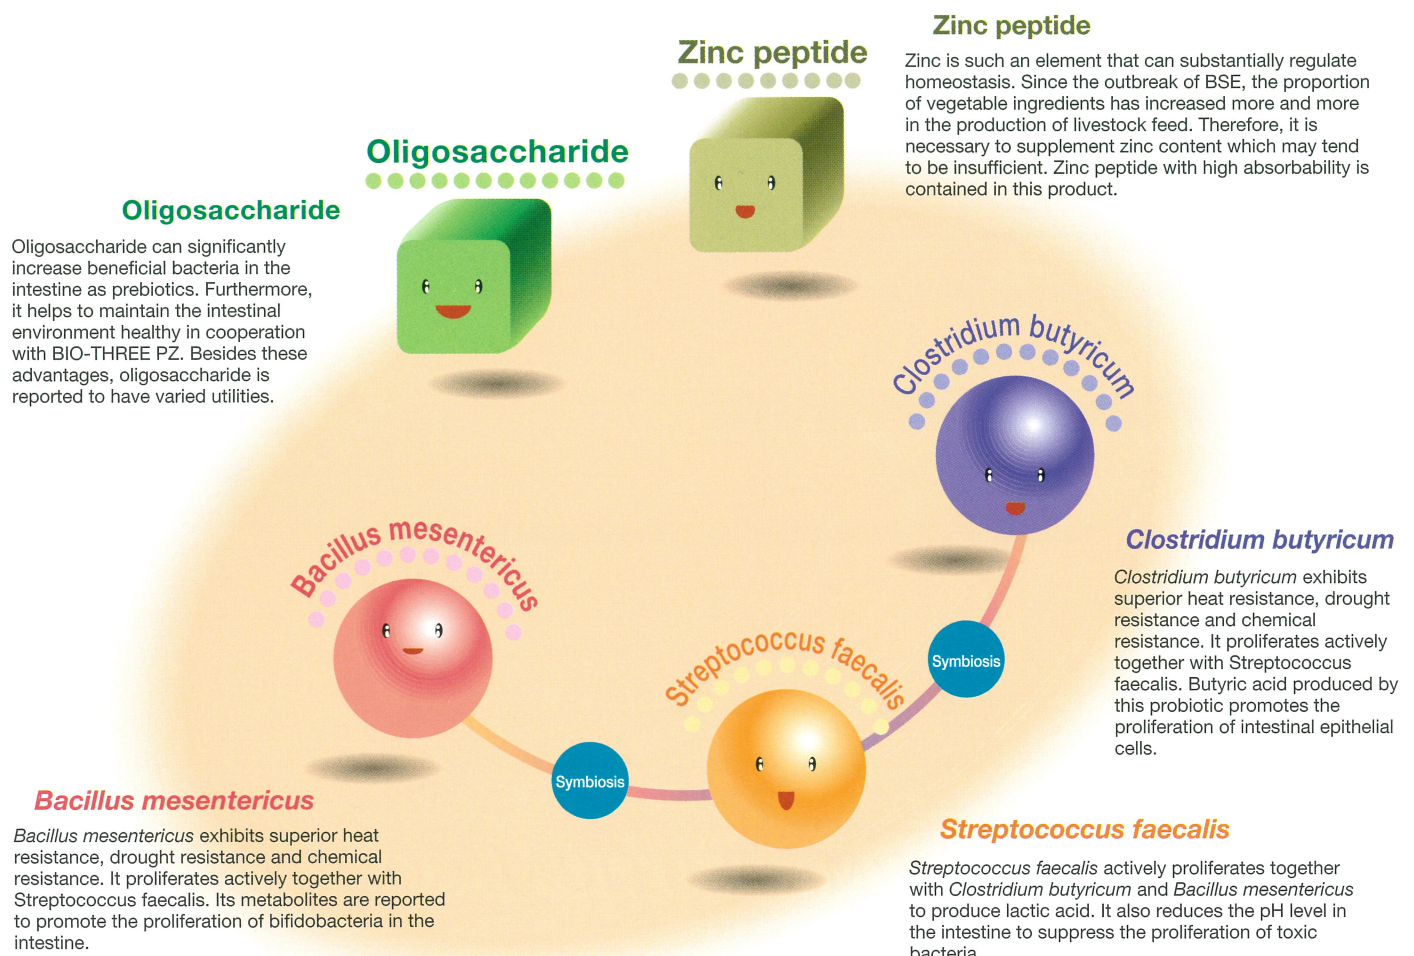 Zinc peptide
Zinc is such an element that can substantially regulate
homeostasis. Since the outbreak of BSE, the proportion
of vegetable ingredients has increased more and more
in the production of livestock feed. Therefore, it is
necessary to supplement zinc content which may tend
to be insufficient. Zinc peptide with high absorbability is
contained in this product.
Zinc peptide
Oligosaccharide
Oligosaccharide
Oligosaccharide can significantly
increase beneficial bacteria in the
intestine as prebiotics. Furthermore,
it helps to maintain the intestinal
environment healthy in cooperation
with BIO-THREE PZ. Besides these
advantages, oligosaccharide is
reported to have varied utilities.
Clostridium butyricum
Clostridium butyricum
Clostridium butyricum exhibits
superior heat resistance, drought
resistance and chemical
resistance. It proliferates actively
together with Streptococcus
faecalis. Butyric acid produced by
this probiotic promotes the
proliferation of intestinal epithelial
cells.
Bacillus mesentericus
Streptococcus faecalis
Symbiosis
Symbiosis
Bacillus mesentericus
Bacillus mesentericus exhibits superior heat
resistance, drought resistance and chemical
resistance. It proliferates actively together with
Streptococcus faecalis. Its metabolites are reported
to promote the proliferation of bifidobacteria in the
intestine.
Streptococcus faecalis
Streptococcus faecalis actively proliferates together
with Clostridium butyricum and Bacillus mesentericus
to produce lactic acid. It also reduces the pH level in
the intestine to suppress the proliferation of toxic
bacteria